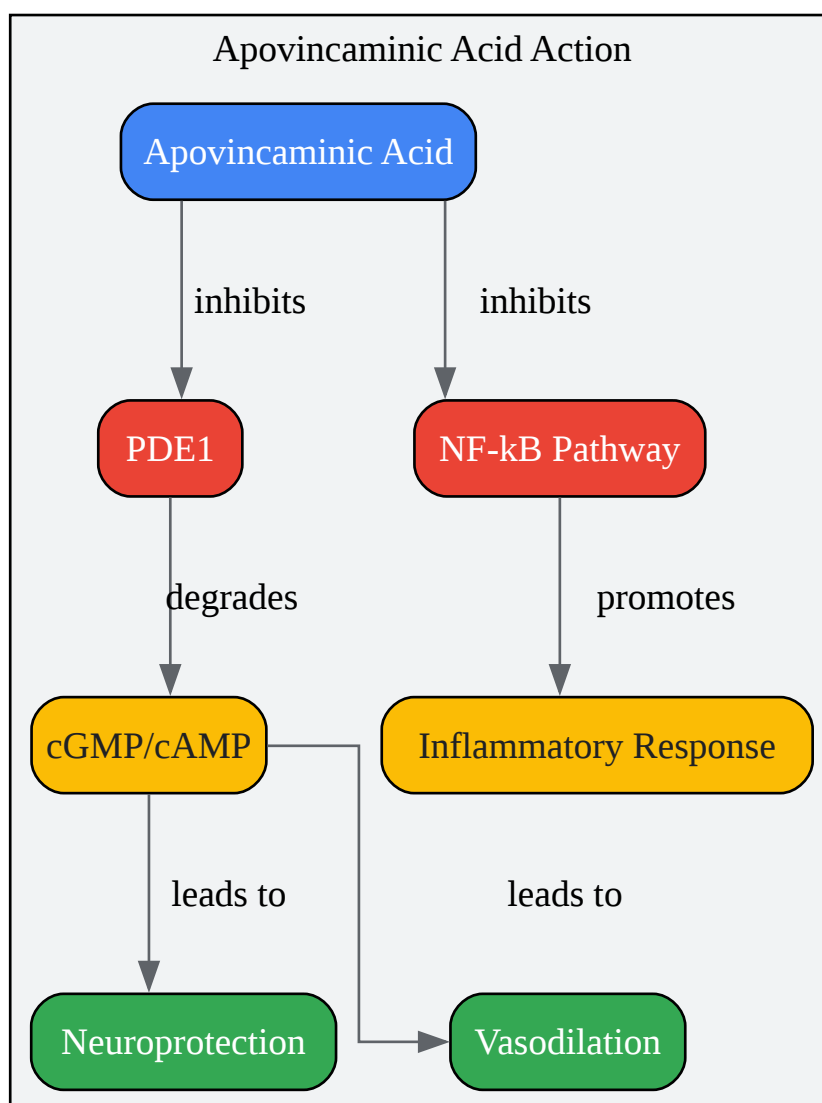 Apovincaminic Acid Action
Apovincaminic Acid
inhibits
inhibits
PDE1
NF-kB Pathway
degrades
promotes
cGMP/cAMP
Inflammatory Response
leads to
leads to
Neuroprotection
Vasodilation